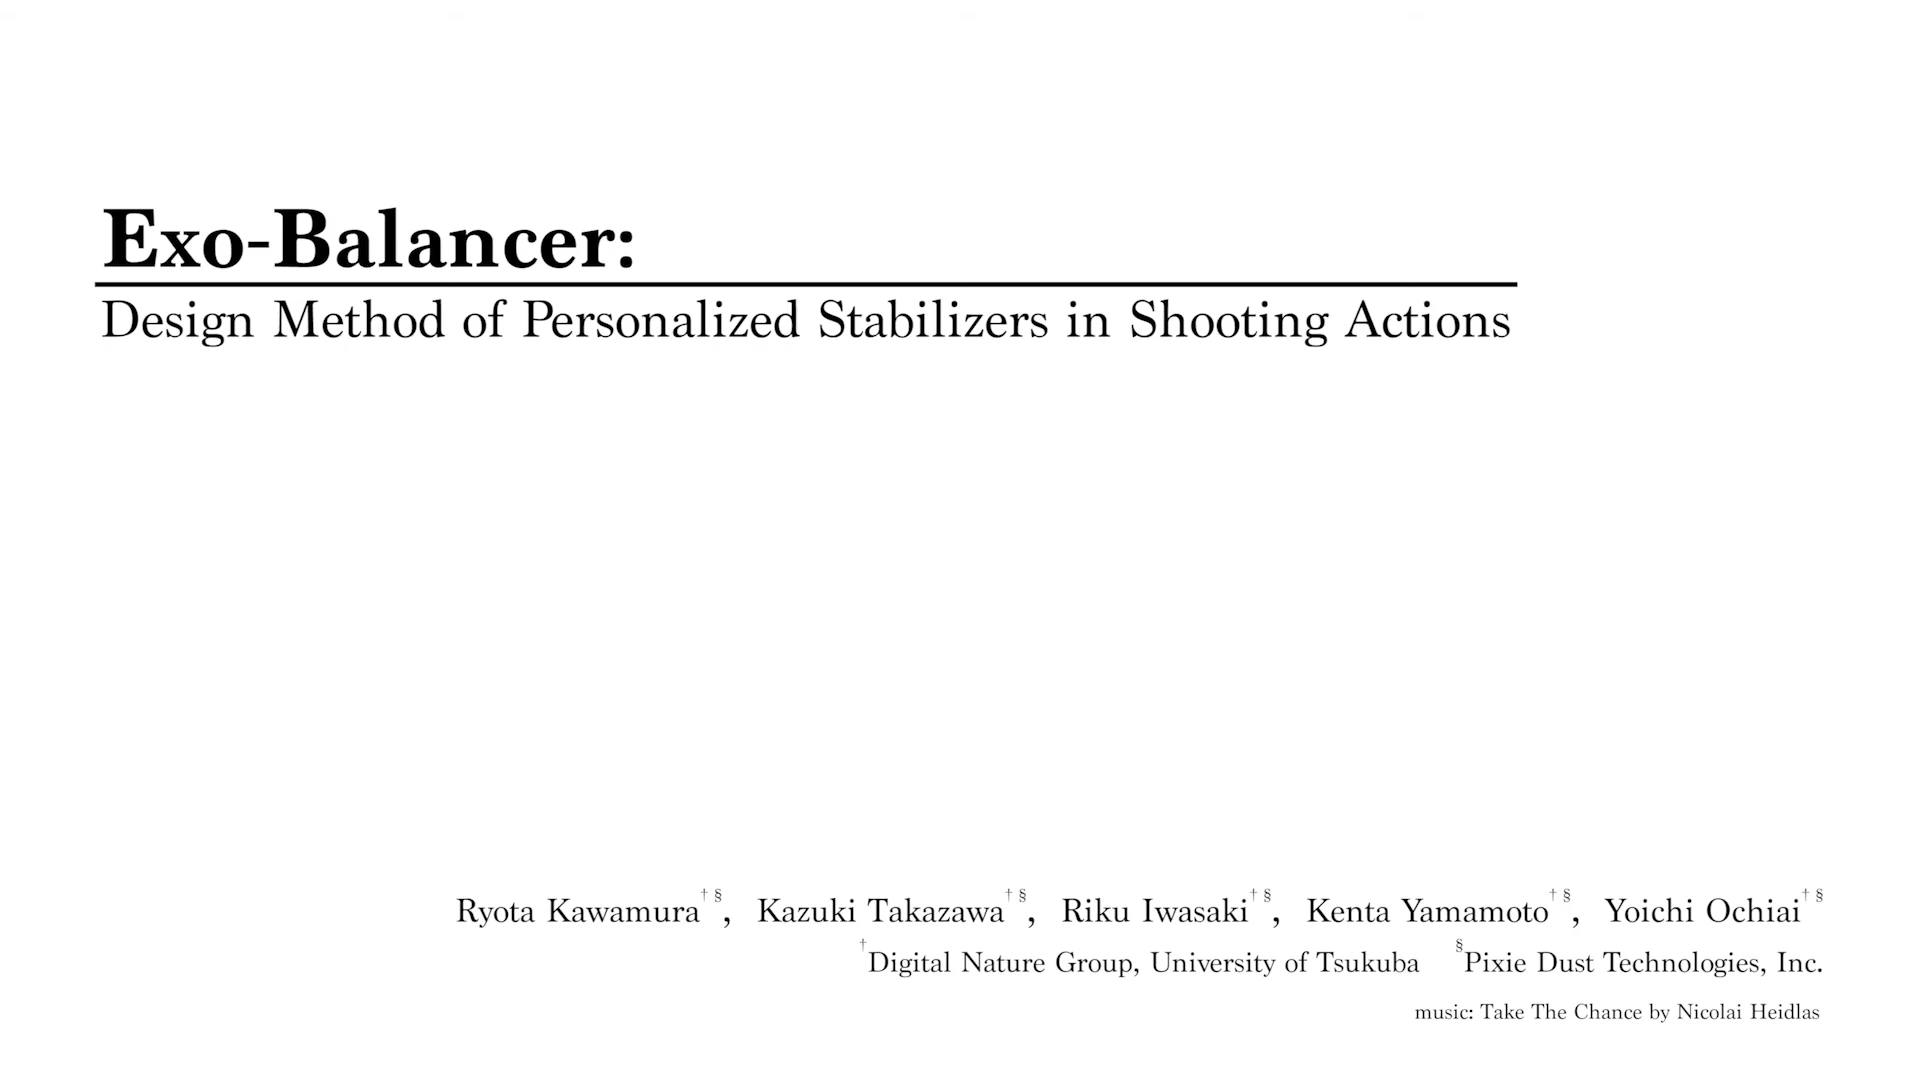 Exo-Balancer:
Design Method of Personalized Stabilizers in Shooting Actions
Ryota Kawamura† §, Kazuki Takazawa† §, Riku Iwasaki† §, Kenta Yamamoto† §, Yoichi Ochiai† §
†Digital Nature Group, University of Tsukuba §Pixie Dust Technologies, Inc.
music: Take The Chance by Nicolai Heidlas